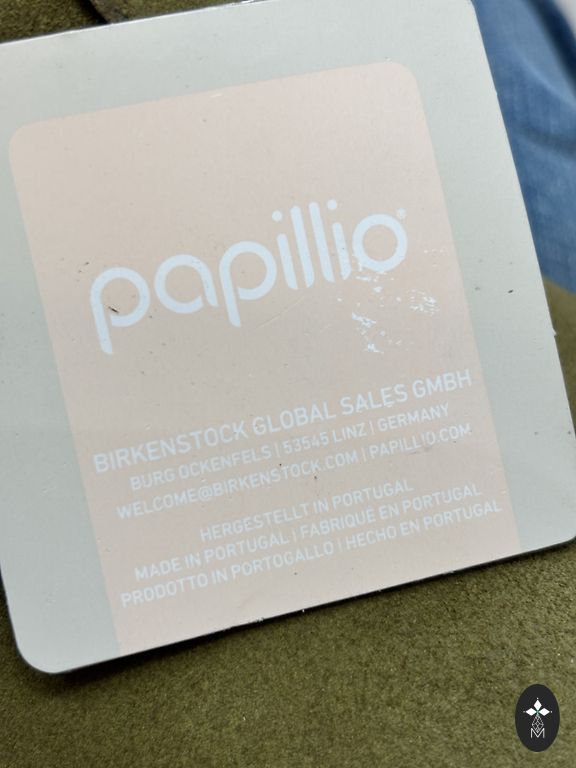 papillio®
BIRKENSTOCK GLOBAL SALES GMBH
BURG OCKENFELS | 53545 LINZ | GERMANY
WELCOME@BIRKENSTOCK.COM | PAPILLIO.COM
HERGESTELLT IN PORTUGAL
MADE IN PORTUGAL | FABRIQUÉ EN PORTUGAL
PRODOTTO IN PORTOGALLO | HECHO EN PORTUGAL
M